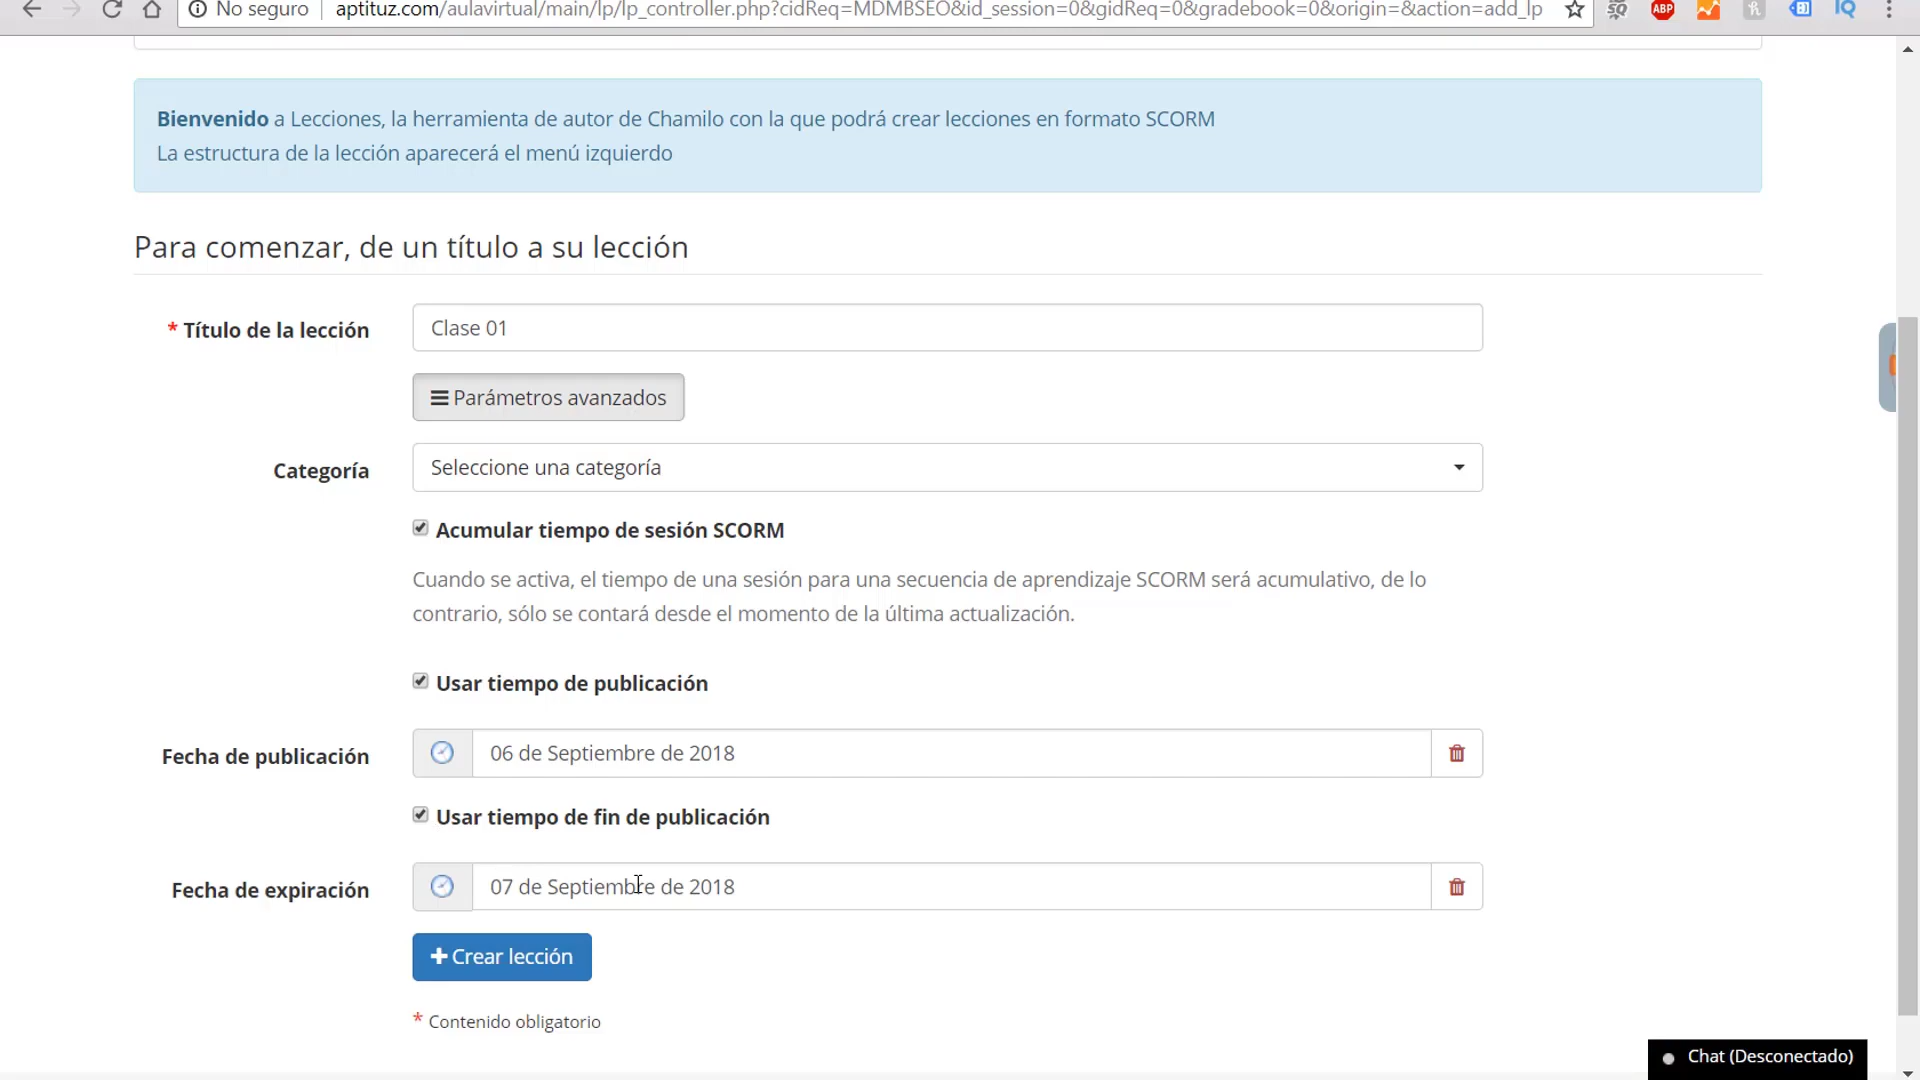 No seguro | aptituz.com/aulavirtual/main/lp/lp_controller.php?cidReq=MDMBSEO&id_session=0&gidReq=0&gradebook=0&origin=&action=add_lp
SQ ABP IQ
Bienvenido a Lecciones, la herramienta de autor de Chamilo con la que podrá crear lecciones en formato SCORM
La estructura de la lección aparecerá el menú izquierdo
Para comenzar, de un título a su lección
* Título de la lección Clase 01
Parámetros avanzados
Categoría Seleccione una categoría
Acumular tiempo de sesión SCORM
Cuando se activa, el tiempo de una sesión para una secuencia de aprendizaje SCORM será acumulativo, de lo
contrario, sólo se contará desde el momento de la última actualización.
Usar tiempo de publicación
Fecha de publicación 06 de Septiembre de 2018
Usar tiempo de fin de publicación
Fecha de expiración 07 de Septiembre de 2018
Crear lección
* Contenido obligatorio
Chat (Desconectado)